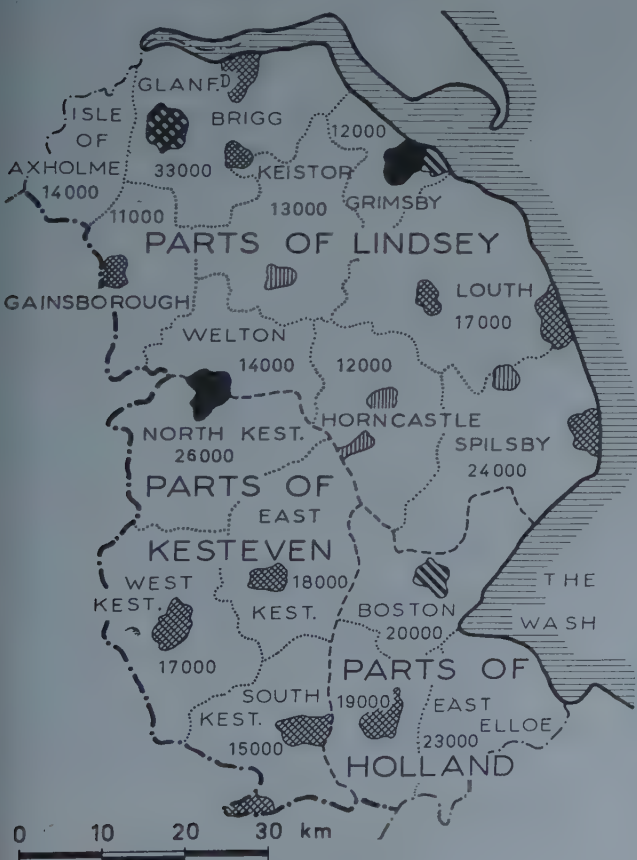 GLANF.D
BRIGG
ISLE
OF
AXHOLME
14000
33000
12000
KEISTOR
13000
GRIMSBY
11000
PARTS OF LINDSEY
GAINSBOROUGH
LOUTH
17000
WELTON
14000
12000
HORNCASTLE
NORTH KEST.
26000
SPILSBY
24000
PARTS OF
EAST
KESTEVEN
WEST
KEST.
18000
KEST.
THE
WASH
BOSTON
20000
17000
PARTS OF
SOUTH
KEST.
15000
19000
EAST
ELLOE
23000
HOLLAND
0 10 20 30 km